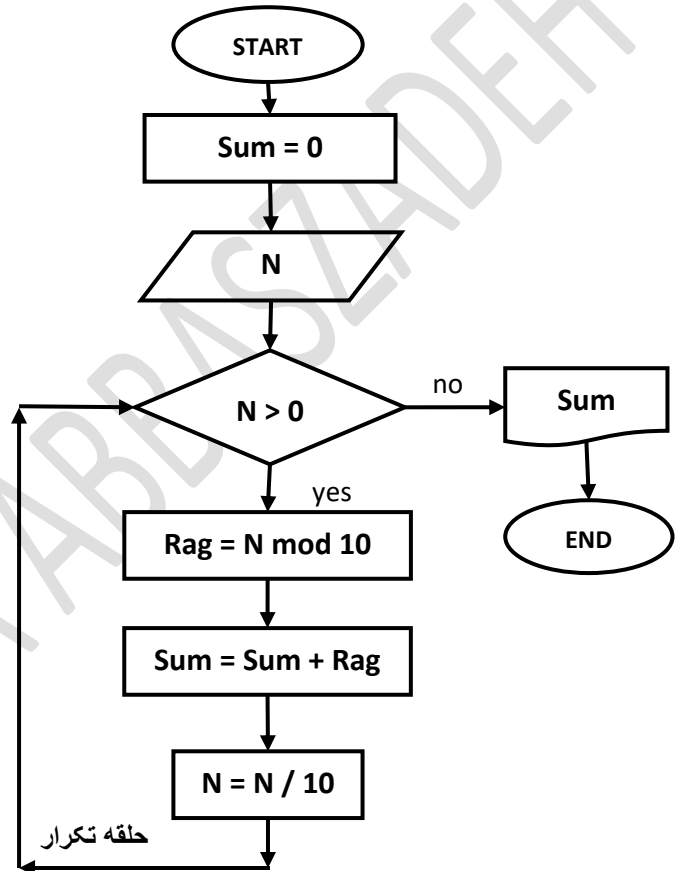 START
Sum = 0
N
N > 0
no
Sum
yes
END
Rag = N mod 10
Sum = Sum + Rag
N = N / 10
حلقه تکرار
ABBASZADEH